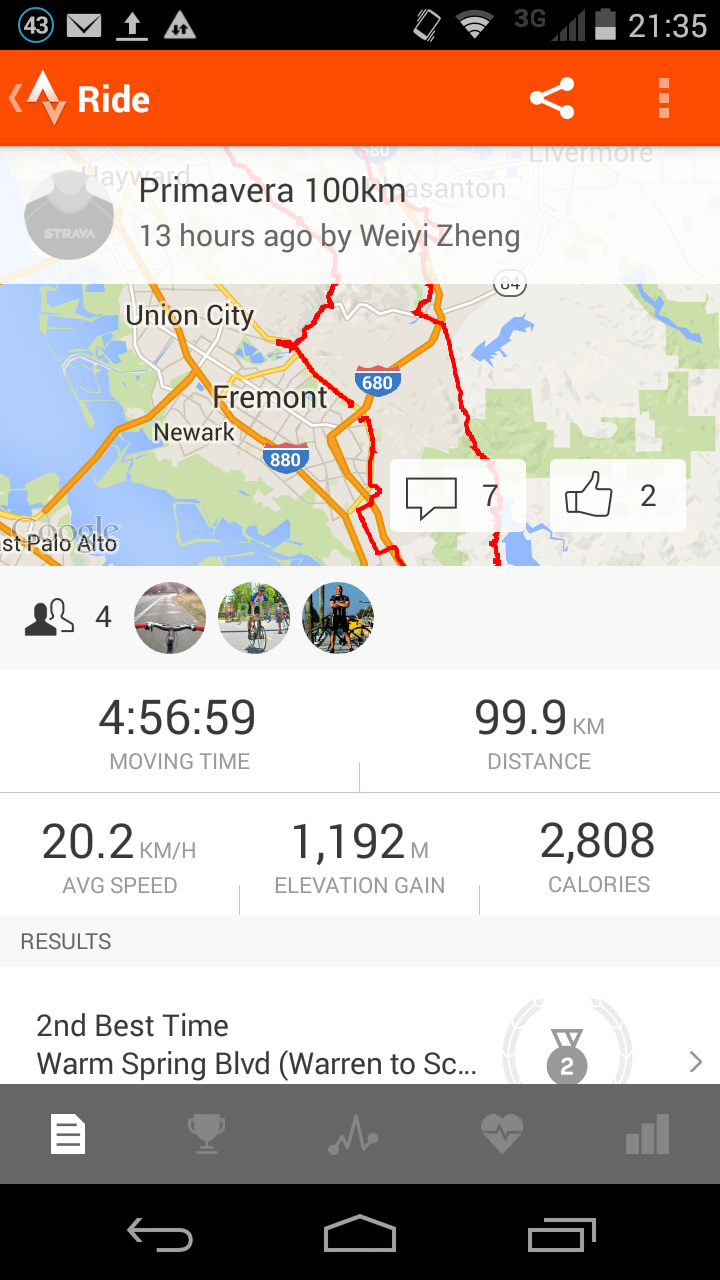 43
3G
21:35
Ride
Hayward
580
Livermore
Pleasanton
STRAVA
Primavera 100km
13 hours ago by Weiyi Zheng
84
Union City
680
Fremont
Newark
880
7
2
Google
st Palo Alto
4
4:56:59
MOVING TIME
99.9 KM
DISTANCE
20.2 KM/H
AVG SPEED
1,192 M
ELEVATION GAIN
2,808
CALORIES
RESULTS
2nd Best Time
Warm Spring Blvd (Warren to Sc...
2